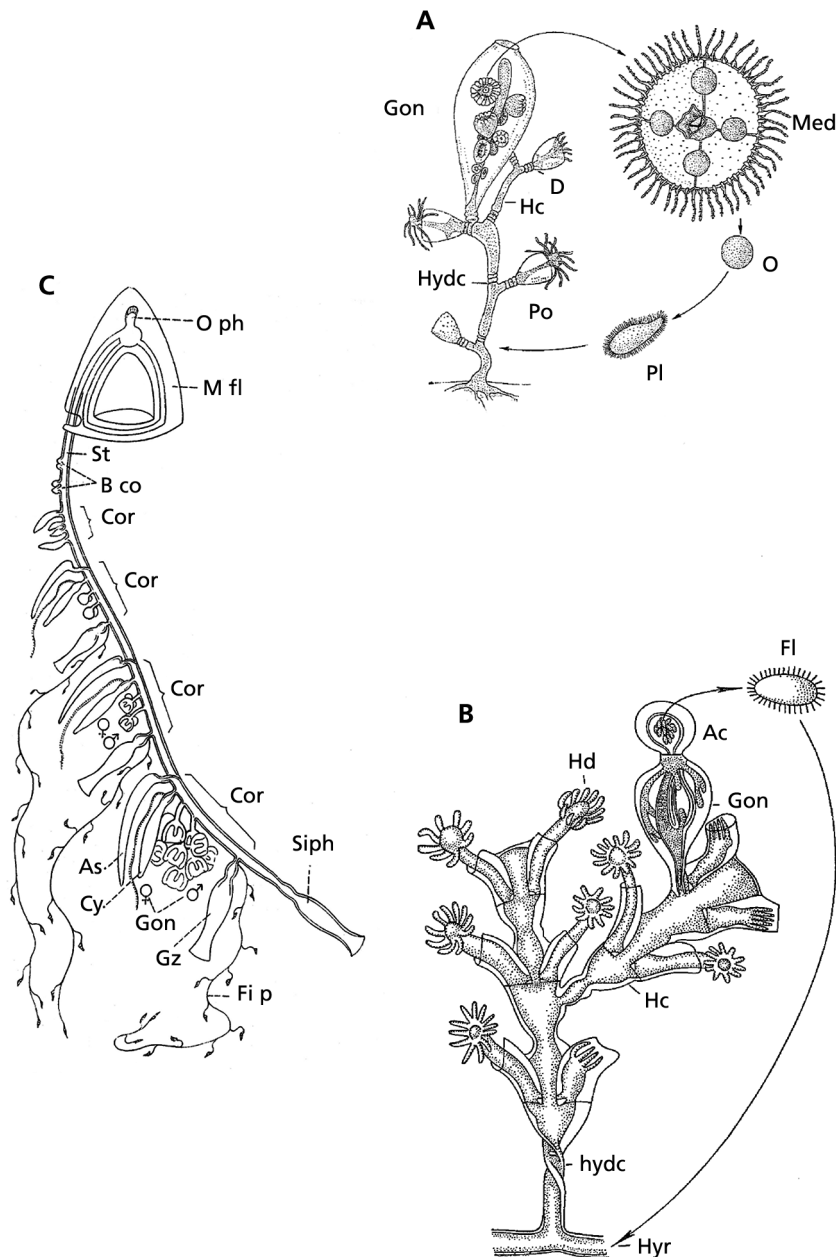 A
Gon
Med
D
Hc
O
Hydc
Po
Pl
C
O ph
M fl
St
B co
Cor
Cor
Cor
Cor
Siph
As
Cy
Gon
Gz
Fi p
B
Fl
Ac
Hd
Gon
Hc
hydc
Hyr